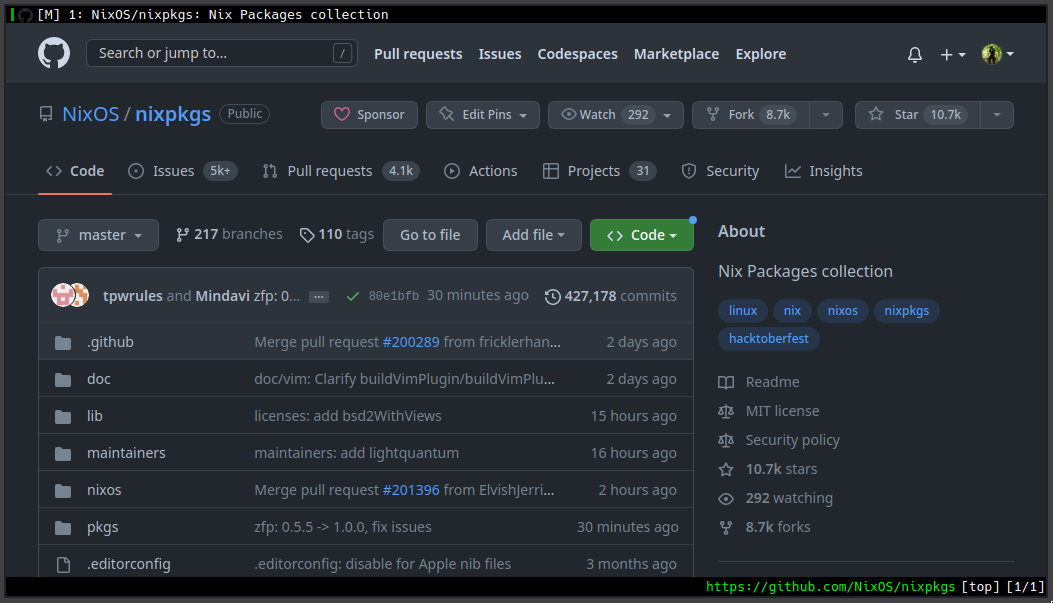 [M] 1: NixOS/nixpkgs: Nix Packages collection
Search or jump to... / Pull requests Issues Codespaces Marketplace Explore
NixOS / nixpkgs Public Sponsor Edit Pins Watch 292 Fork 8.7k Star 10.7k
Code Issues 5k+ Pull requests 4.1k Actions Projects 31 Security Insights
master 217 branches 110 tags Go to file Add file Code
tpwrules and Mindavi zfp: 0... ... 80e1bfb 30 minutes ago 427,178 commits
.github Merge pull request #200289 from fricklerhan... 2 days ago
doc doc/vim: Clarify buildVimPlugin/buildVimPlu... 2 days ago
lib licenses: add bsd2WithViews 15 hours ago
maintainers maintainers: add lightquantum 16 hours ago
nixos Merge pull request #201396 from ElvishJerri... 2 hours ago
pkgs zfp: 0.5.5 -> 1.0.0, fix issues 30 minutes ago
.editorconfig .editorconfig: disable for Apple nib files 3 months ago
About
Nix Packages collection
linux nix nixos nixpkgs
hacktoberfest
Readme
MIT license
Security policy
10.7k stars
292 watching
8.7k forks
https://github.com/NixOS/nixpkgs [top] [1/1]